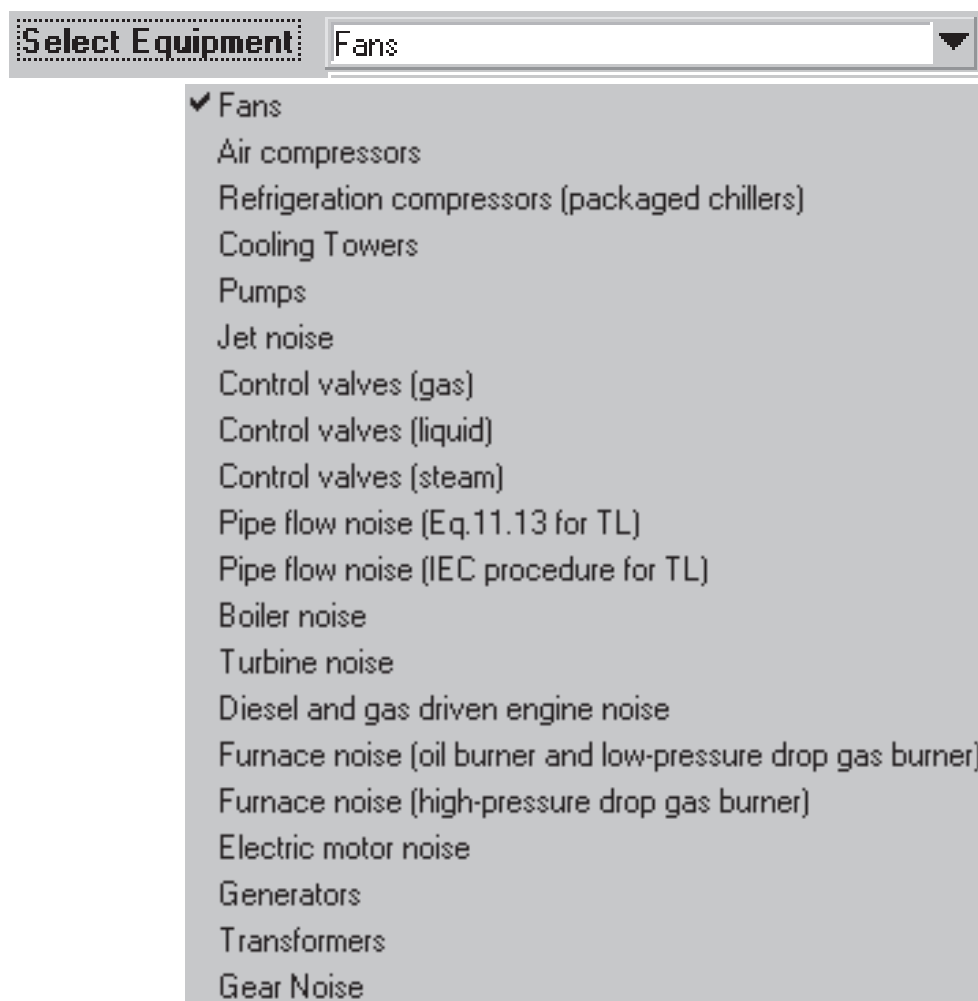 Select Equipment Fans
Fans
Air compressors
Refrigeration compressors (packaged chillers)
Cooling Towers
Pumps
Jet noise
Control valves (gas)
Control valves (liquid)
Control valves (steam)
Pipe flow noise (Eq.11.13 for TL)
Pipe flow noise (IEC procedure for TL)
Boiler noise
Turbine noise
Diesel and gas driven engine noise
Furnace noise (oil burner and low-pressure drop gas burner)
Furnace noise (high-pressure drop gas burner)
Electric motor noise
Generators
Transformers
Gear Noise